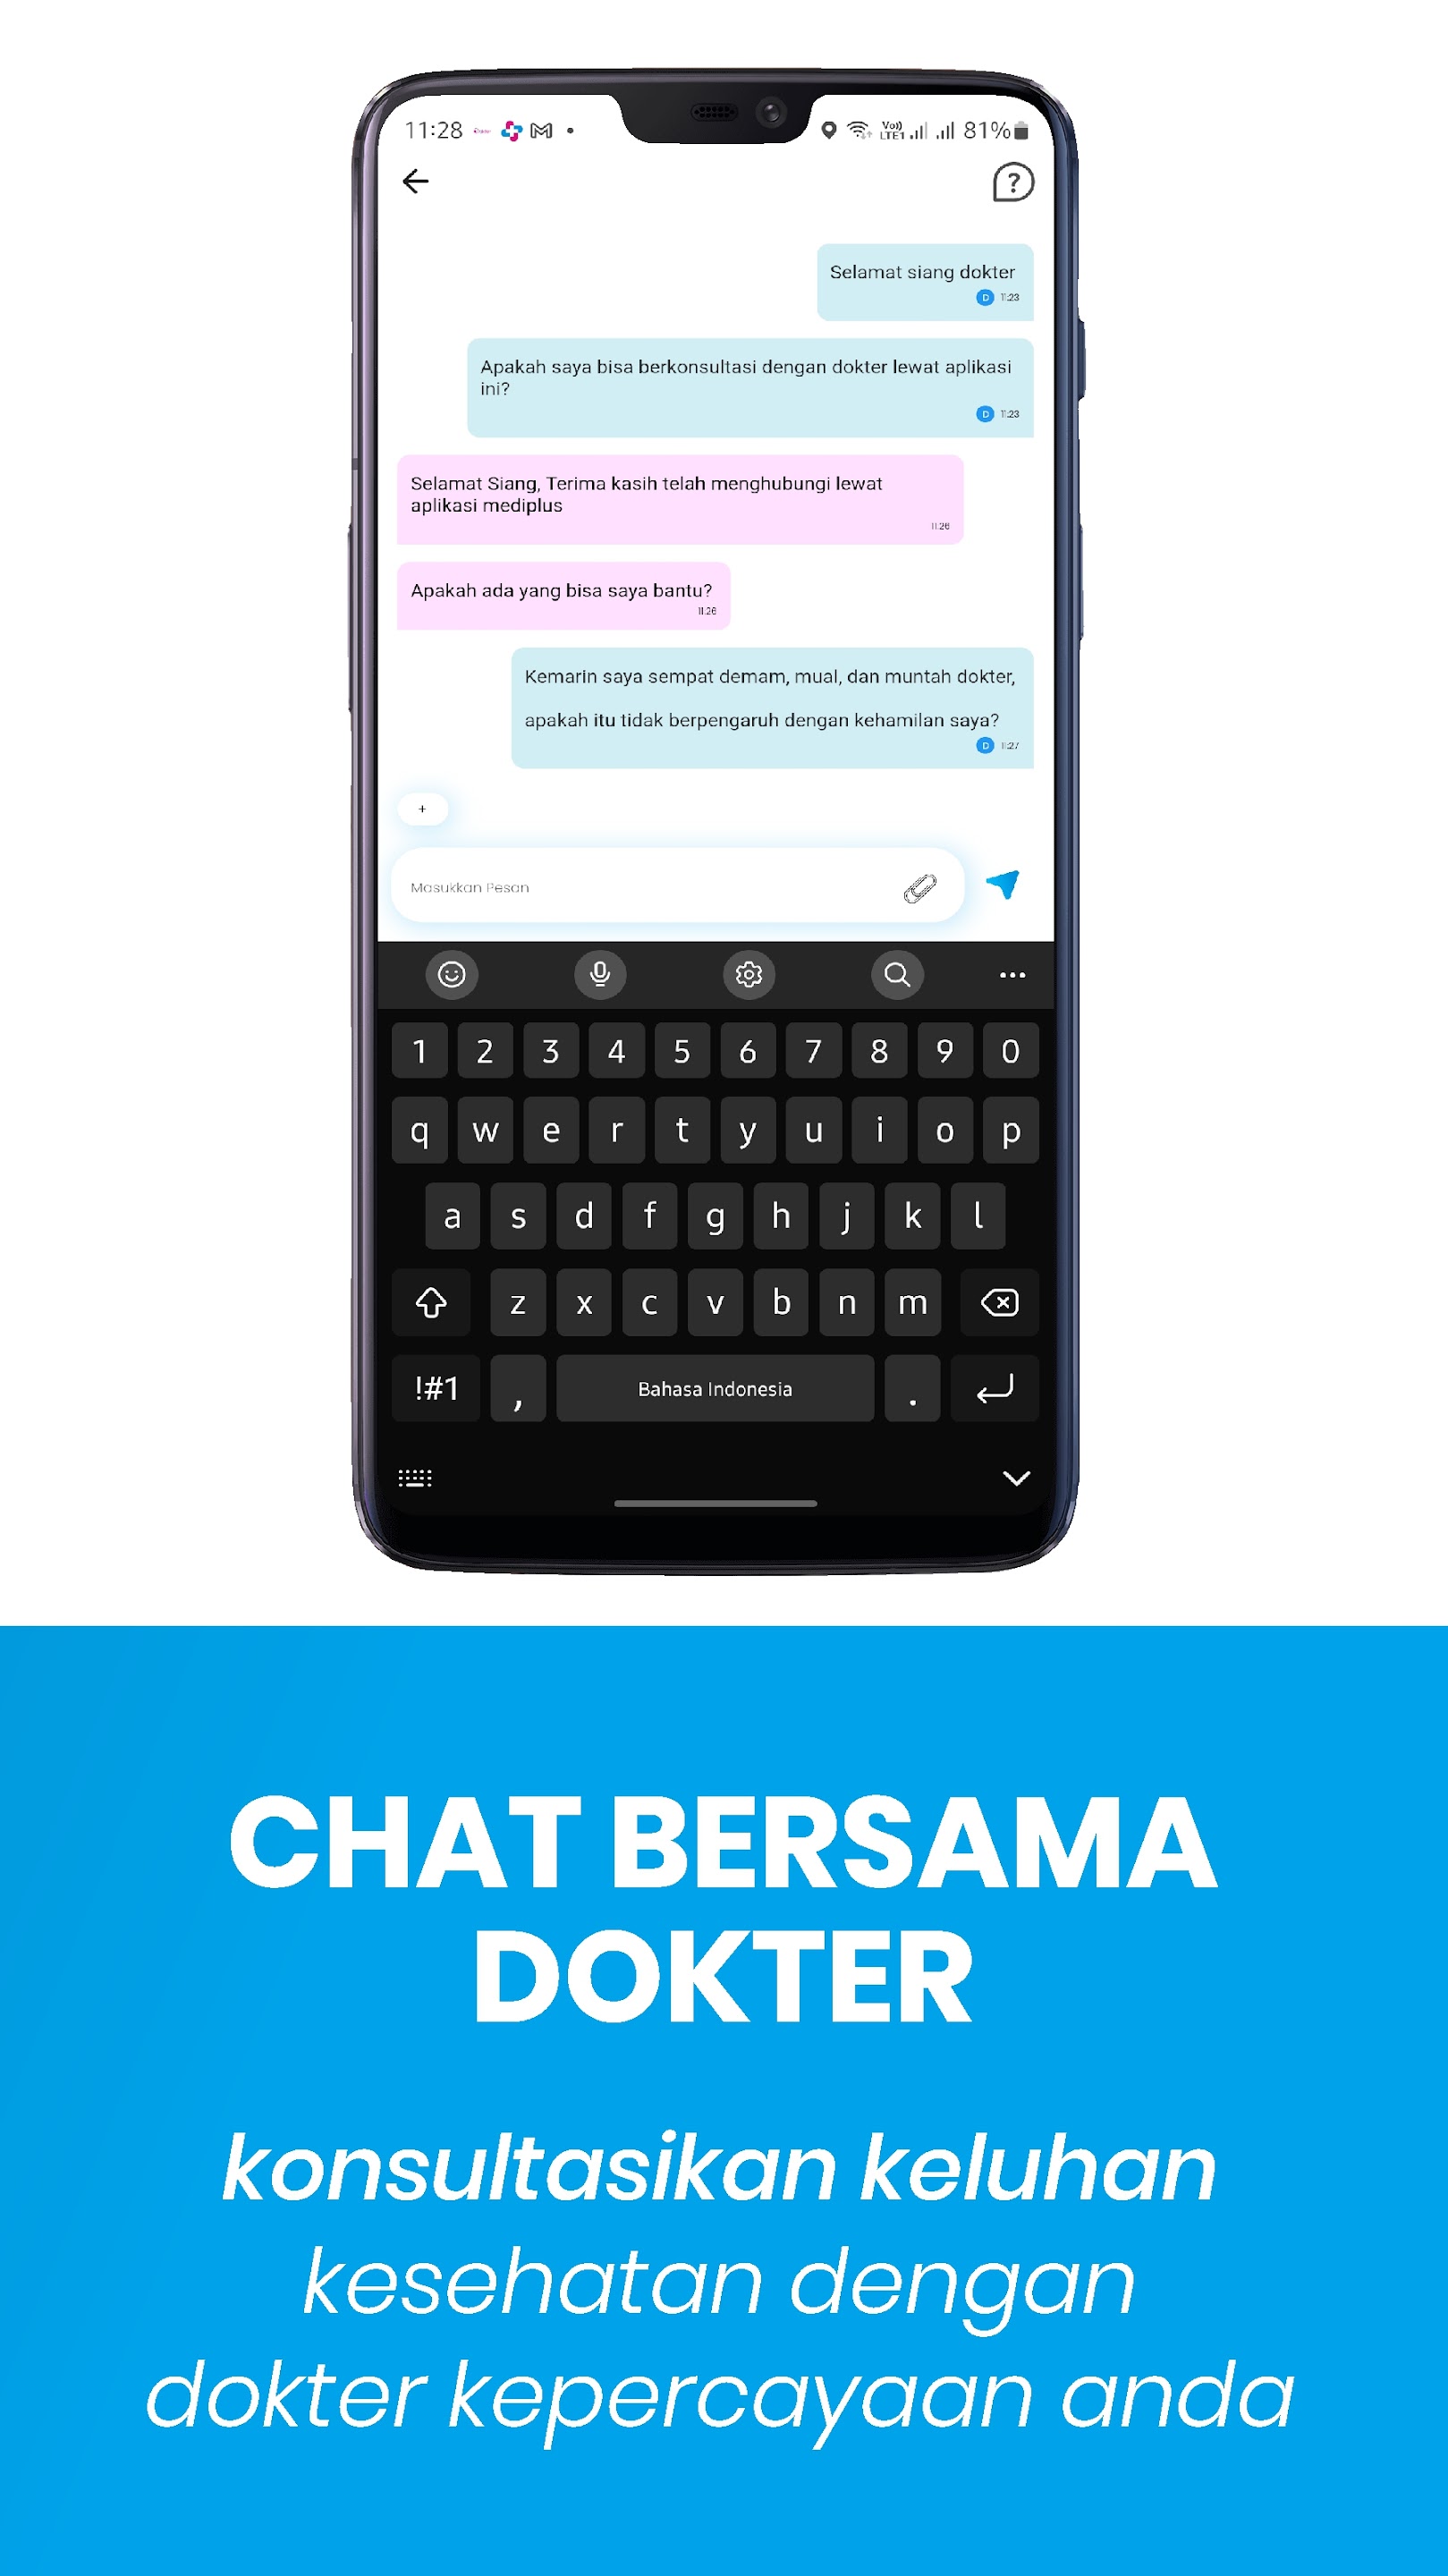 11:28
Vo))
LTE1
81%
?
Selamat siang dokter
D 11:23
Apakah saya bisa berkonsultasi dengan dokter lewat aplikasi
ini?
D 11:23
Selamat Siang, Terima kasih telah menghubungi lewat
aplikasi mediplus
11:26
Apakah ada yang bisa saya bantu?
11:26
Kemarin saya sempat demam, mual, dan muntah dokter,
apakah itu tidak berpengaruh dengan kehamilan saya?
D 11:27
+
Masukkan Pesan
1 2 3 4 5 6 7 8 9 0
q w e r t y u i o p
a s d f g h j k l
z x c v b n m
!#1 , Bahasa Indonesia .
CHAT BERSAMA
DOKTER
konsultasikan keluhan
kesehatan dengan
dokter kepercayaan anda